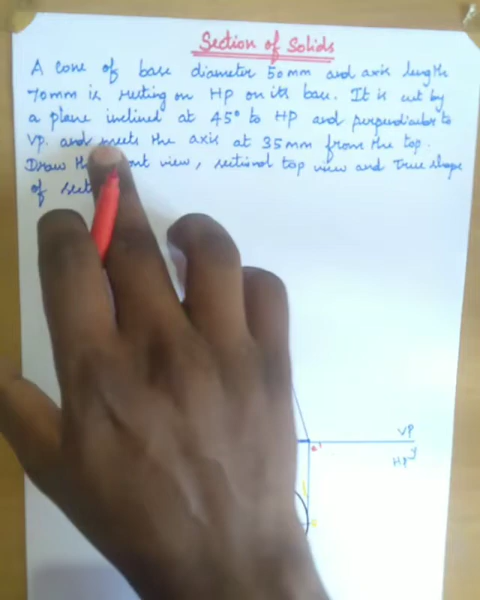 Section of Solids
A cone of base diameter 50mm and axis length
70mm is resting on HP on its base. It is cut by
a plane inclined at 45° to HP and perpendicular to
VP. and meets the axis at 35mm from the top.
Draw the front view, sectional top view and True shape
of
VP
HP
y